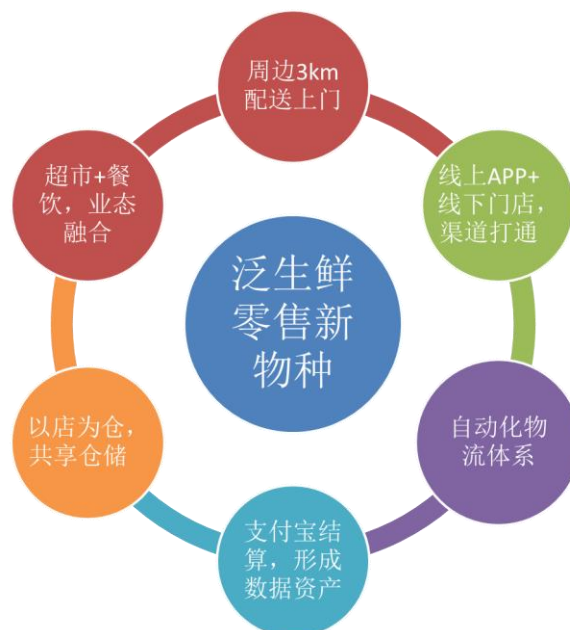 周边3km
配送上门
线上APP+
线下门店，
渠道打通
自动化物
流体系
支付宝结
算，形成
数据资产
以店为仓，
共享仓储
超市+餐
饮，业态
融合
泛生鲜
零售新
物种